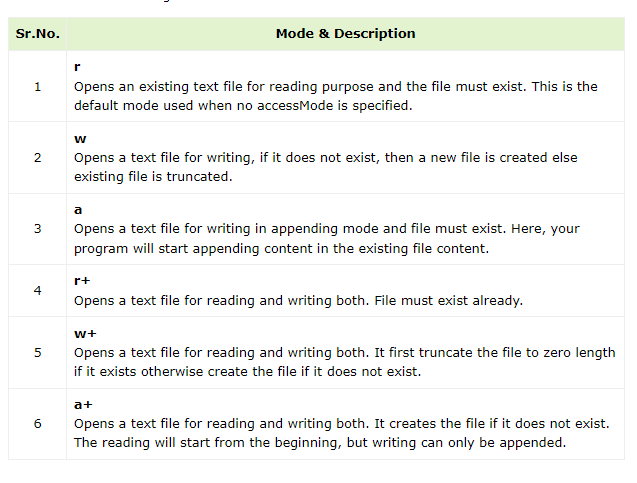 Sr.No. Mode & Description
r
1 Opens an existing text file for reading purpose and the file must exist. This is the
default mode used when no accessMode is specified.
w
2 Opens a text file for writing, if it does not exist, then a new file is created else
existing file is truncated.
a
3 Opens a text file for writing in appending mode and file must exist. Here, your
program will start appending content in the existing file content.
r+
4 Opens a text file for reading and writing both. File must exist already.
w+
5 Opens a text file for reading and writing both. It first truncate the file to zero length
if it exists otherwise create the file if it does not exist.
a+
6 Opens a text file for reading and writing both. It creates the file if it does not exist.
The reading will start from the beginning, but writing can only be appended.